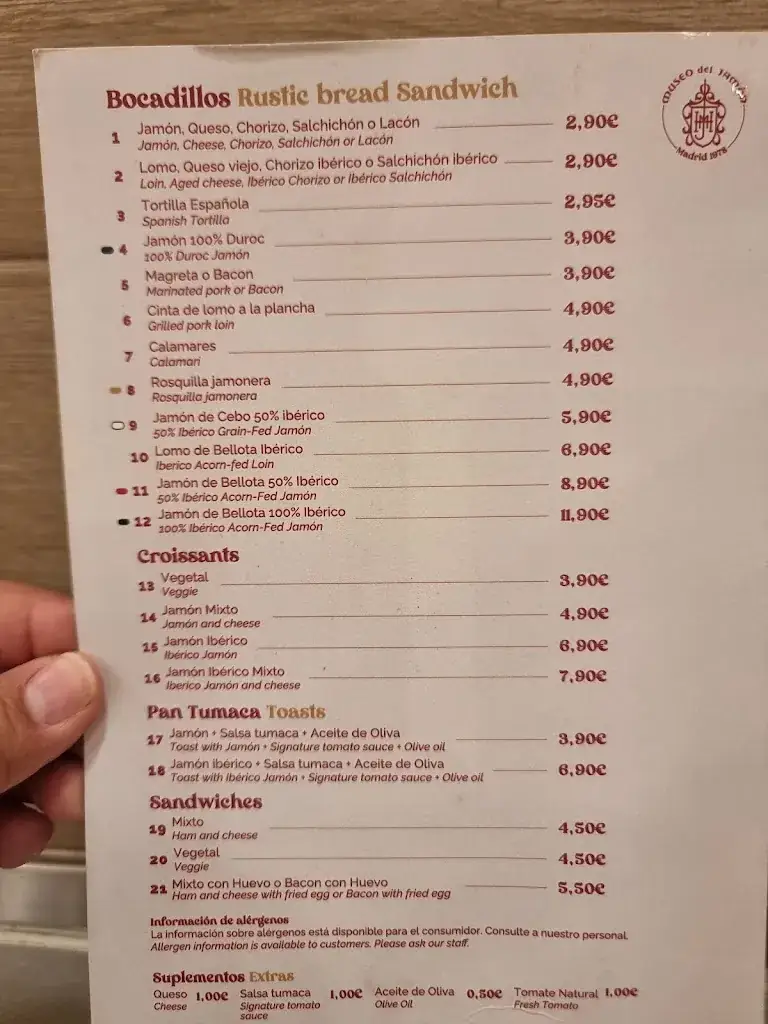 Bocadillos Rustic bread Sandwich
MUSEO del JAMÓN
Madrid 1978
1 Jamón, Queso, Chorizo, Salchichón o Lacón 2,90€
Jamón, Cheese, Chorizo, Salchichón or Lacón
2 Lomo, Queso viejo, Chorizo ibérico o Salchichón ibérico 2,90€
Loin, Aged cheese, Ibérico Chorizo or Ibérico Salchichón
3 Tortilla Española 2,95€
Spanish Tortilla
4 Jamón 100% Duroc 3,90€
100% Duroc Jamón
5 Magreta o Bacon 3,90€
Marinated pork or Bacon
6 Cinta de lomo a la plancha 4,90€
Grilled pork loin
7 Calamares 4,90€
Calamari
8 Rosquilla jamonera 4,90€
Rosquilla jamonera
9 Jamón de Cebo 50% ibérico 5,90€
50% Ibérico Grain-Fed Jamón
10 Lomo de Bellota Ibérico 6,90€
Iberico Acorn-fed Loin
11 Jamón de Bellota 50% Ibérico 8,90€
50% Ibérico Acorn-Fed Jamón
12 Jamón de Bellota 100% Ibérico 11,90€
100% Ibérico Acorn-Fed Jamón
Croissants
13 Vegetal 3,90€
Veggie
14 Jamón Mixto 4,90€
Jamón and cheese
15 Jamón Ibérico 6,90€
Ibérico Jamón
16 Jamón Ibérico Mixto 7,90€
Iberico Jamón and cheese
Pan Tumaca Toasts
17 Jamón + Salsa tumaca + Aceite de Oliva 3,90€
Toast with Jamón + Signature tomato sauce + Olive oil
18 Jamón ibérico + Salsa tumaca + Aceite de Oliva 6,90€
Toast with Ibérico Jamón + Signature tomato sauce + Olive oil
Sandwiches
19 Mixto 4,50€
Ham and cheese
20 Vegetal 4,50€
Veggie
21 Mixto con Huevo o Bacon con Huevo 5,50€
Ham and cheese with fried egg or Bacon with fried egg
Información de alérgenos
La información sobre alérgenos está disponible para el consumidor. Consulte a nuestro personal.
Allergen information is available to customers. Please ask our staff.
Suplementos Extras
Queso 1,00€ Salsa tumaca 1,00€ Aceite de Oliva 0,50€ Tomate Natural 1,00€
Cheese Signature tomato Olive Oil Fresh Tomato
sauce